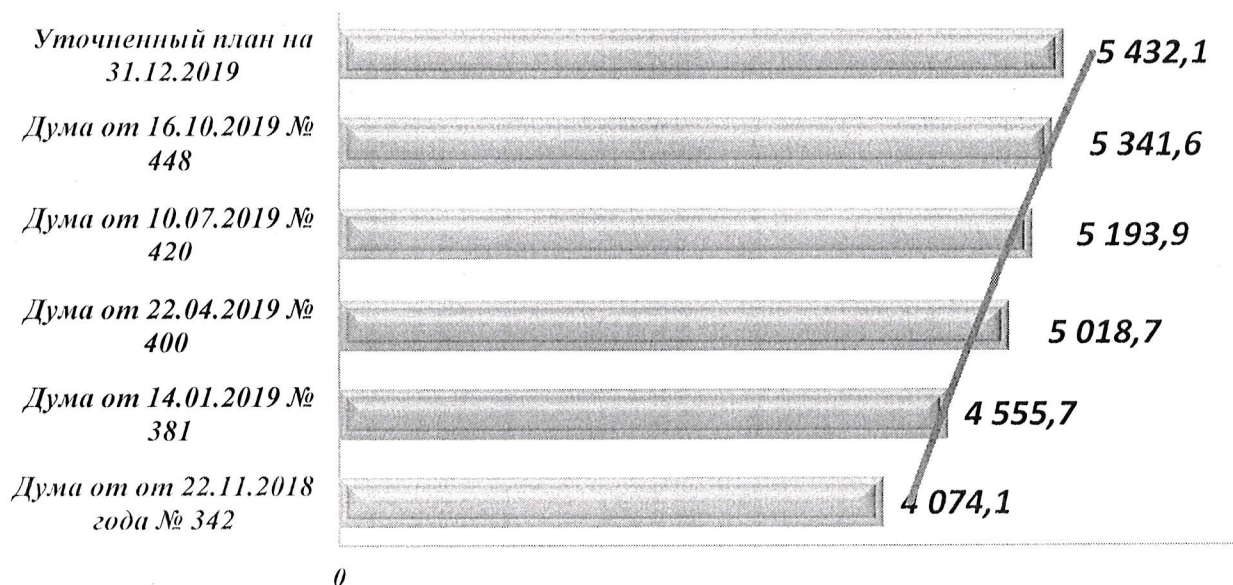 Уточненный план на
31.12.2019
5 432,1
Дума от 16.10.2019 №
448
5 341,6
Дума от 10.07.2019 №
420
5 193,9
Дума от 22.04.2019 №
400
5 018,7
Дума от 14.01.2019 №
381
4 555,7
Дума от от 22.11.2018
года № 342
4 074,1
0